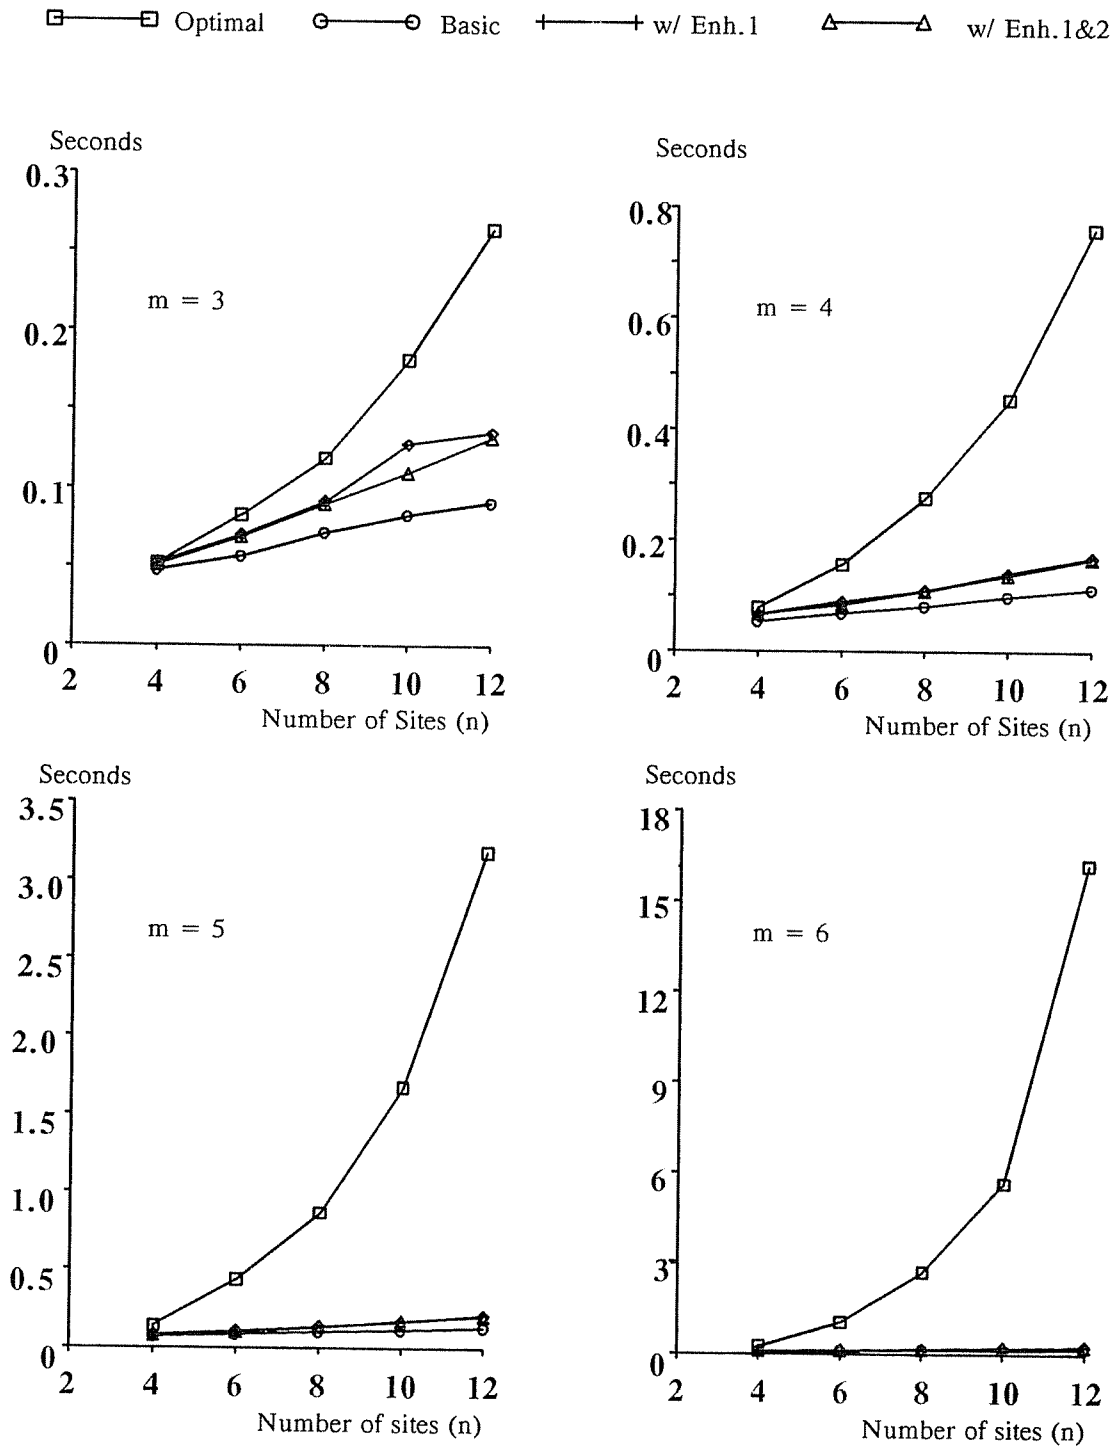 Optimal Basic w/ Enh.1 w/ Enh.1&2
Seconds
0.3
0.2
0.1
0
m = 3
2 4 6 8 10 12
Number of Sites (n)
Seconds
0.8
0.6
0.4
0.2
0
m = 4
2 4 6 8 10 12
Number of Sites (n)
Seconds
3.5
3.0
2.5
2.0
1.5
1.0
0.5
0
m = 5
2 4 6 8 10 12
Number of sites (n)
Seconds
18
15
12
9
6
3
0
m = 6
2 4 6 8 10 12
Number of sites (n)